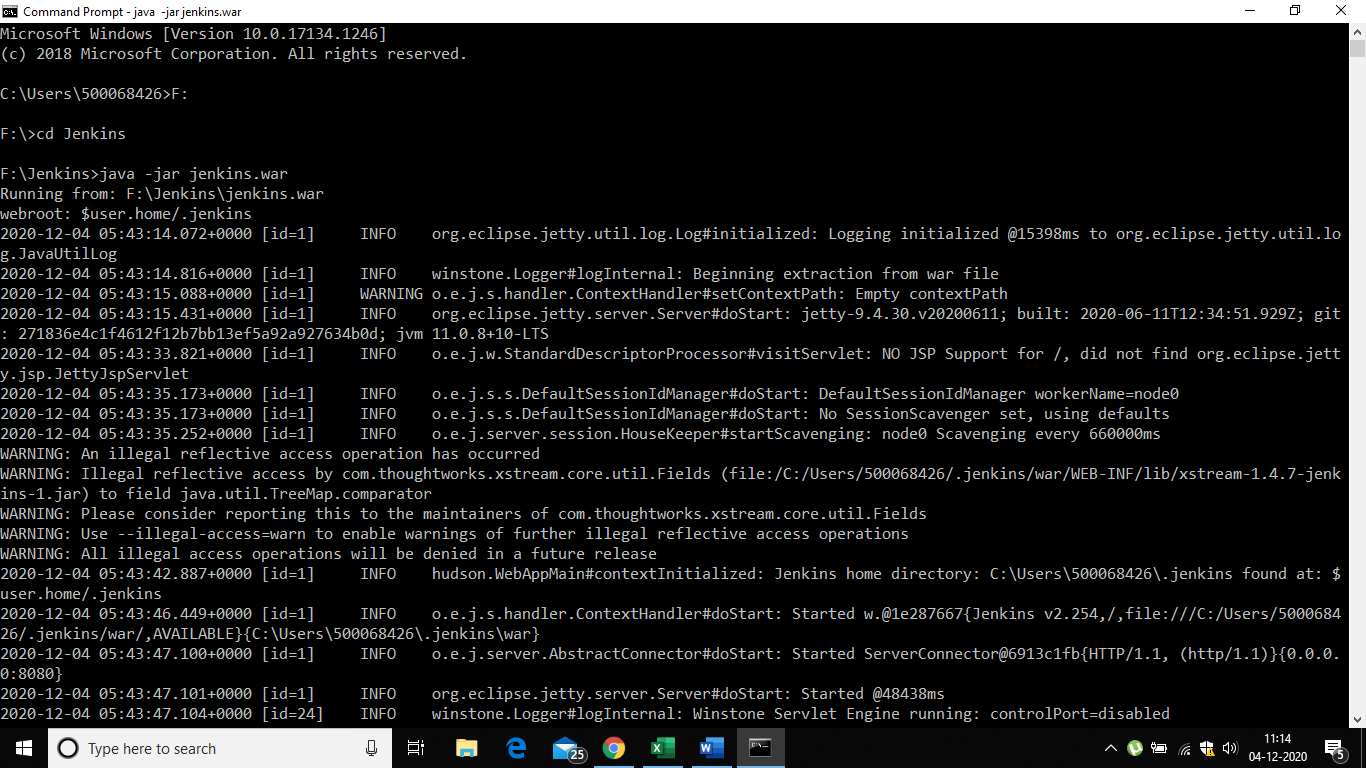 Command Prompt - java  -jar jenkins.war
Microsoft Windows [Version 10.0.17134.1246]
(c) 2018 Microsoft Corporation. All rights reserved.
C:\Users\500068426>F:
F:\>cd Jenkins
F:\Jenkins>java -jar jenkins.war
Running from: F:\Jenkins\jenkins.war
webroot: $user.home/.jenkins
2020-12-04 05:43:14.072+0000 [id=1]     INFO    org.eclipse.jetty.util.log.Log#initialized: Logging initialized @15398ms to org.eclipse.jetty.util.lo
g.JavaUtilLog
2020-12-04 05:43:14.816+0000 [id=1]     INFO    winstone.Logger#logInternal: Beginning extraction from war file
2020-12-04 05:43:15.088+0000 [id=1]     WARNING o.e.j.s.handler.ContextHandler#setContextPath: Empty contextPath
2020-12-04 05:43:15.431+0000 [id=1]     INFO    org.eclipse.jetty.server.Server#doStart: jetty-9.4.30.v20200611; built: 2020-06-11T12:34:51.929Z; git
: 271836e4c1f4612f12b7bb13ef5a92a927634b0d; jvm 11.0.8+10-LTS
2020-12-04 05:43:33.821+0000 [id=1]     INFO    o.e.j.w.StandardDescriptorProcessor#visitServlet: NO JSP Support for /, did not find org.eclipse.jett
y.jsp.JettyJspServlet
2020-12-04 05:43:35.173+0000 [id=1]     INFO    o.e.j.s.s.DefaultSessionIdManager#doStart: DefaultSessionIdManager workerName=node0
2020-12-04 05:43:35.173+0000 [id=1]     INFO    o.e.j.s.s.DefaultSessionIdManager#doStart: No SessionScavenger set, using defaults
2020-12-04 05:43:35.252+0000 [id=1]     INFO    o.e.j.server.session.HouseKeeper#startScavenging: node0 Scavenging every 660000ms
WARNING: An illegal reflective access operation has occurred
WARNING: Illegal reflective access by com.thoughtworks.xstream.core.util.Fields (file:/C:/Users/500068426/.jenkins/war/WEB-INF/lib/xstream-1.4.7-jenk
ins-1.jar) to field java.util.TreeMap.comparator
WARNING: Please consider reporting this to the maintainers of com.thoughtworks.xstream.core.util.Fields
WARNING: Use --illegal-access=warn to enable warnings of further illegal reflective access operations
WARNING: All illegal access operations will be denied in a future release
2020-12-04 05:43:42.887+0000 [id=1]     INFO    hudson.WebAppMain#contextInitialized: Jenkins home directory: C:\Users\500068426\.jenkins found at: $
user.home/.jenkins
2020-12-04 05:43:46.449+0000 [id=1]     INFO    o.e.j.s.handler.ContextHandler#doStart: Started w.@1e287667{Jenkins v2.254,/,file:///C:/Users/5000684
26/.jenkins/war/,AVAILABLE}{C:\Users\500068426\.jenkins\war}
2020-12-04 05:43:47.100+0000 [id=1]     INFO    o.e.j.server.AbstractConnector#doStart: Started ServerConnector@6913c1fb{HTTP/1.1, (http/1.1)}{0.0.0.
0:8080}
2020-12-04 05:43:47.101+0000 [id=1]     INFO    org.eclipse.jetty.server.Server#doStart: Started @48438ms
2020-12-04 05:43:47.104+0000 [id=24]    INFO    winstone.Logger#logInternal: Winstone Servlet Engine running: controlPort=disabled
Type here to search
25
11:14
04-12-2020
5